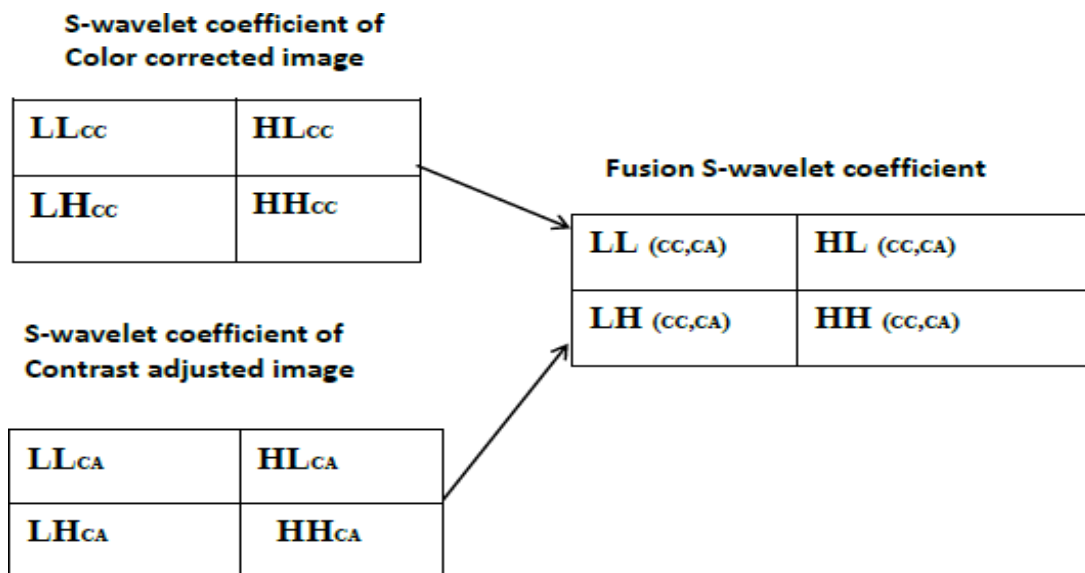 S-wavelet coefficient of
Color corrected image
LLCC HLCC
LHCC HHCC
Fusion S-wavelet coefficient
LL (CC,CA) HL (CC,CA)
LH (CC,CA) HH (CC,CA)
S-wavelet coefficient of
Contrast adjusted image
LLCA HLCA
LHCA HHCA